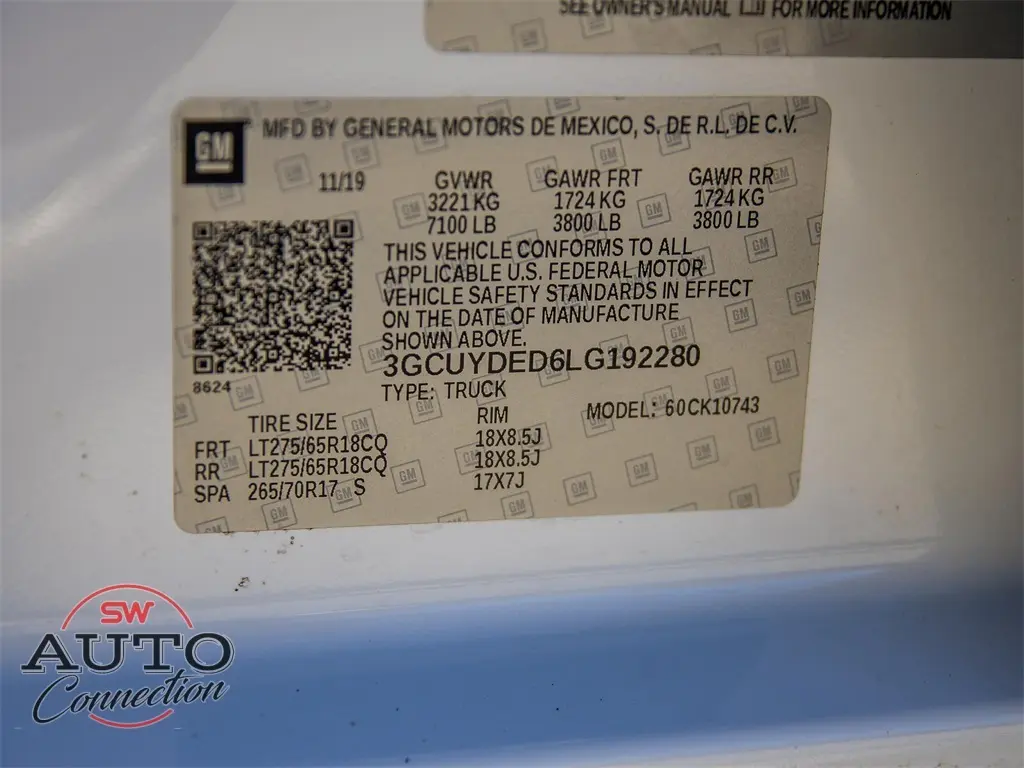 SEE OWNER'S MANUAL FOR MORE INFORMATION
GM MFD BY GENERAL MOTORS DE MEXICO, S. DE R.L. DE C.V.
11/19 GVWR GAWR FRT GAWR RR
3221 KG 1724 KG 1724 KG
7100 LB 3800 LB 3800 LB
THIS VEHICLE CONFORMS TO ALL
APPLICABLE U.S. FEDERAL MOTOR
VEHICLE SAFETY STANDARDS IN EFFECT
ON THE DATE OF MANUFACTURE
SHOWN ABOVE.
3GCUYDED6LG192280
8624
TYPE: TRUCK
TIRE SIZE RIM MODEL: 60CK10743
FRT LT275/65R18CQ 18X8.5J
RR LT275/65R18CQ 18X8.5J
SPA 265/70R17 S 17X7J
SW
AUTO
Connection